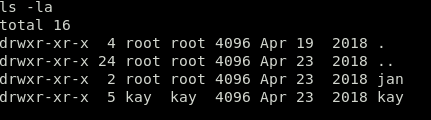 ls -la
total 16
drwxr-xr-x  4 root root 4096 Apr 19  2018 .
drwxr-xr-x 24 root root 4096 Apr 23  2018 ..
drwxr-xr-x  2 root root 4096 Apr 23  2018 jan
drwxr-xr-x  5 kay  kay  4096 Apr 23  2018 kay